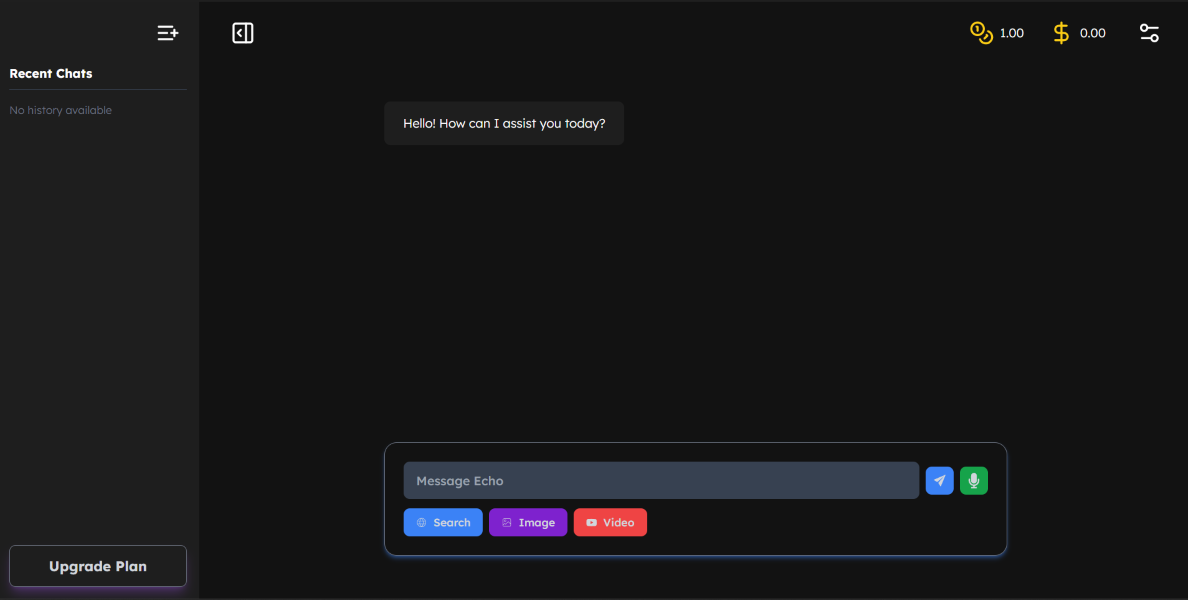 1.00
0.00
Recent Chats
No history available
Hello! How can I assist you today?
Message Echo
Search
Image
Video
Upgrade Plan